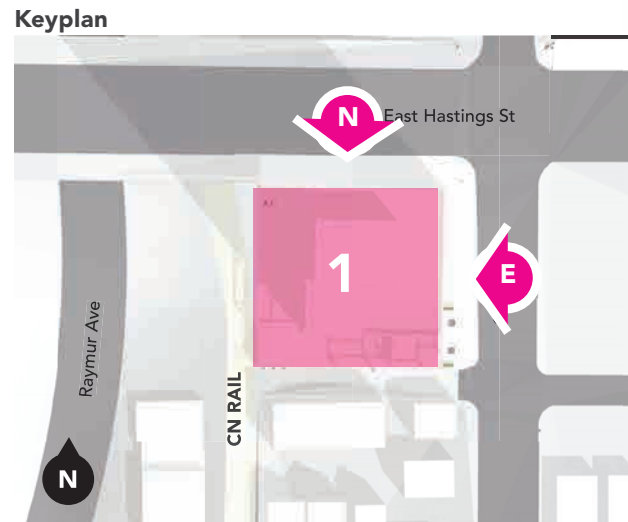 Keyplan
N
East Hastings St
1
E
Raymur Ave
CN RAIL
N